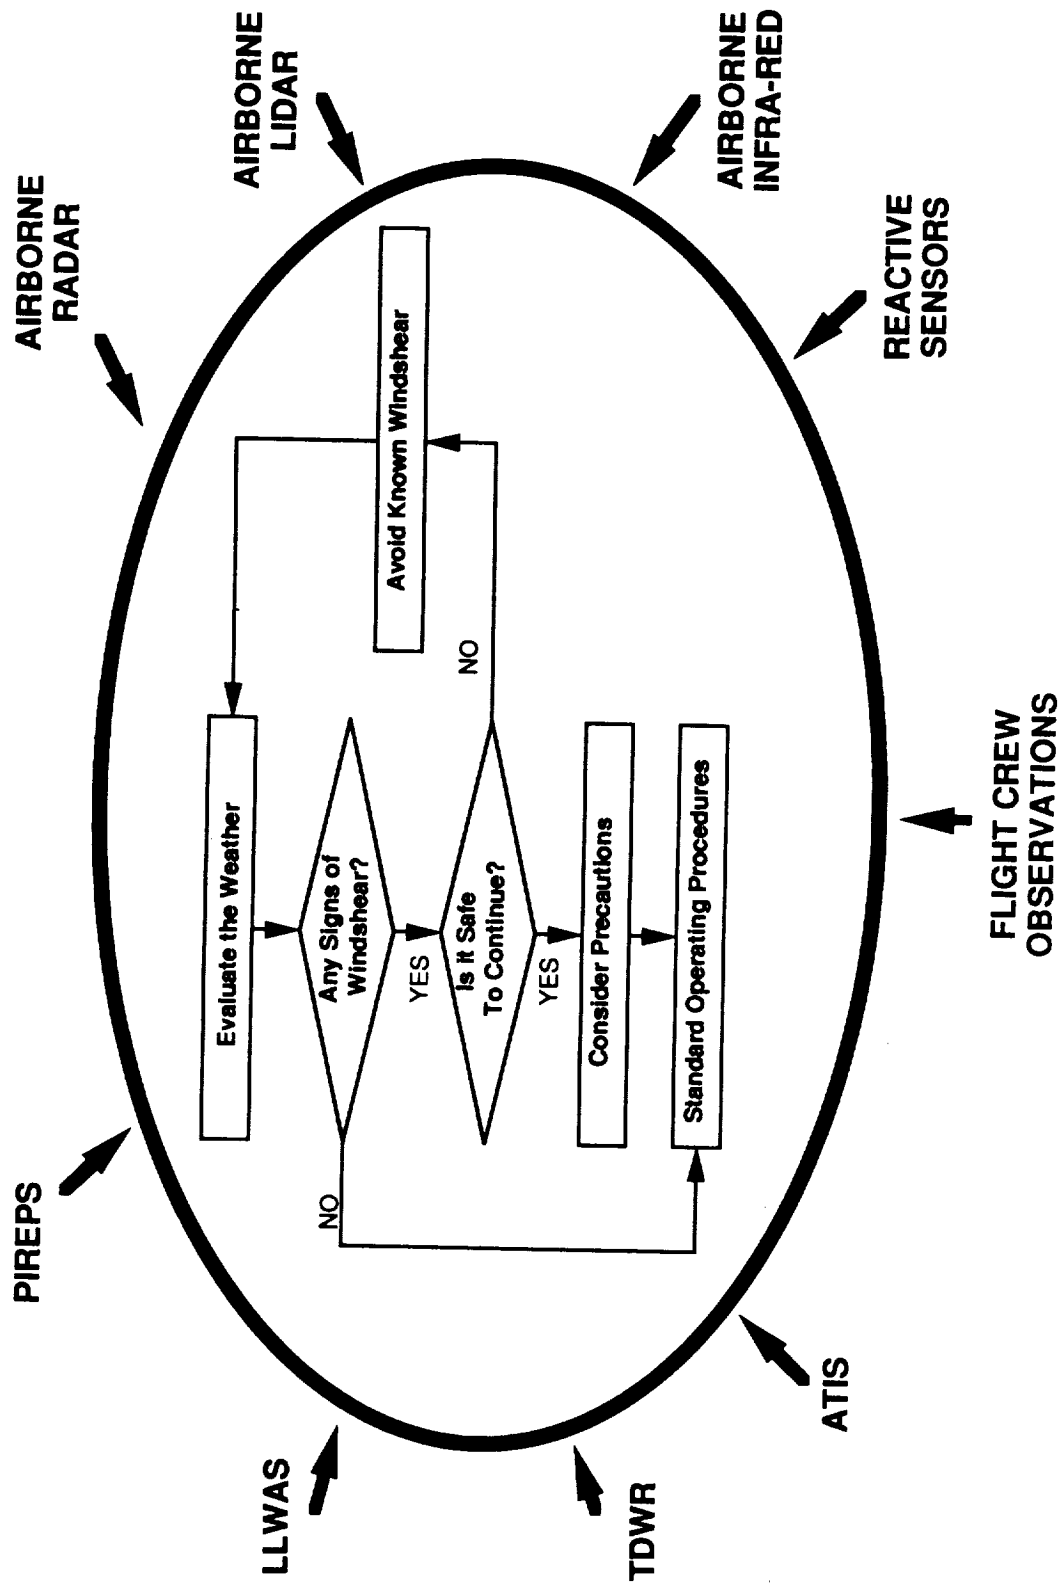 PIREPS
AIRBORNE
RADAR
LLWAS
AIRBORNE
LIDAR
Evaluate the Weather
Any Signs of
Windshear?
NO
YES
Avoid Known Windshear
Is it Safe
To Continue?
NO
YES
Consider Precautions
Standard Operating Procedures
TDWR
AIRBORNE
INFRA-RED
ATIS
REACTIVE
SENSORS
FLIGHT CREW
OBSERVATIONS